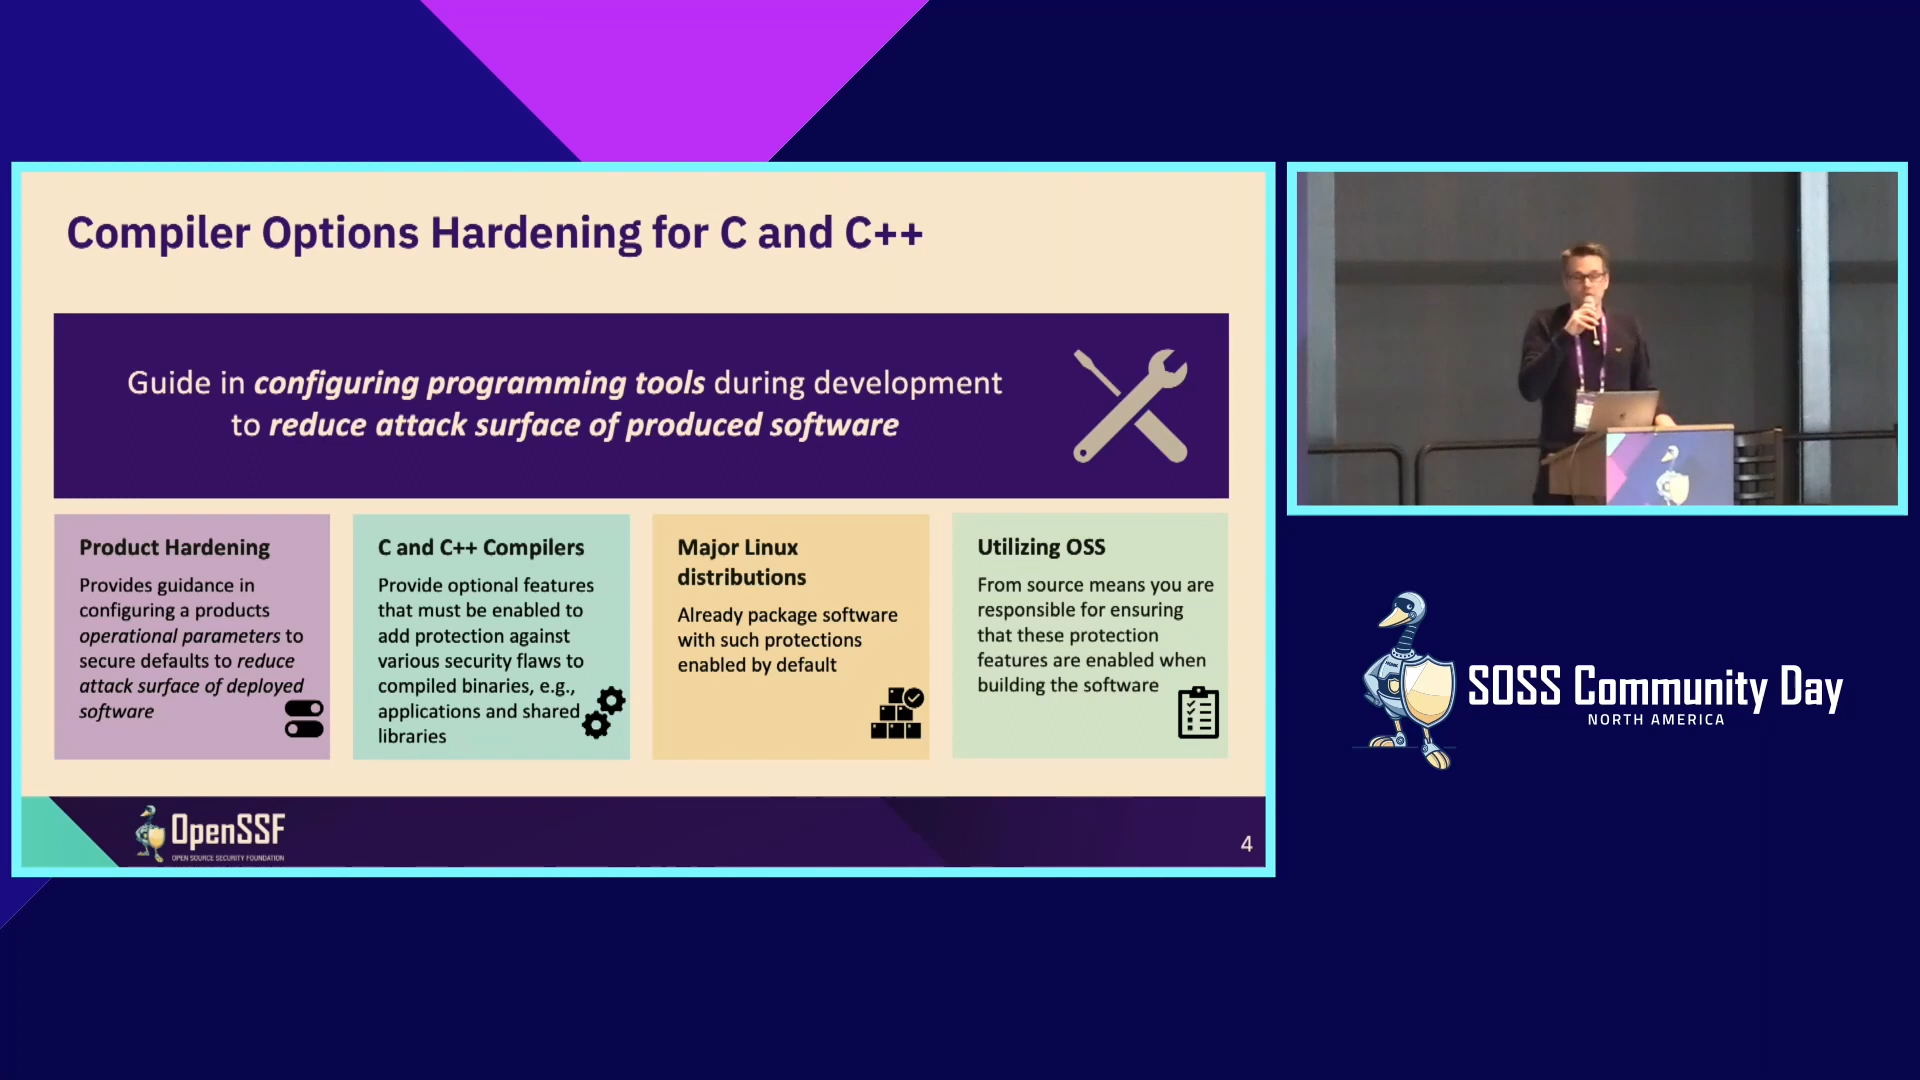 Compiler Options Hardening for C and C++
Guide in configuring programming tools during development
to reduce attack surface of produced software
Product Hardening
Provides guidance in
configuring a products
operational parameters to
secure defaults to reduce
attack surface of deployed
software
C and C++ Compilers
Provide optional features
that must be enabled to
add protection against
various security flaws to
compiled binaries, e.g.,
applications and shared
libraries
Major Linux
distributions
Already package software
with such protections
enabled by default
Utilizing OSS
From source means you are
responsible for ensuring
that these protection
features are enabled when
building the software
OpenSSF
OPEN SOURCE SECURITY FOUNDATION
4
SOSS Community Day
NORTH AMERICA